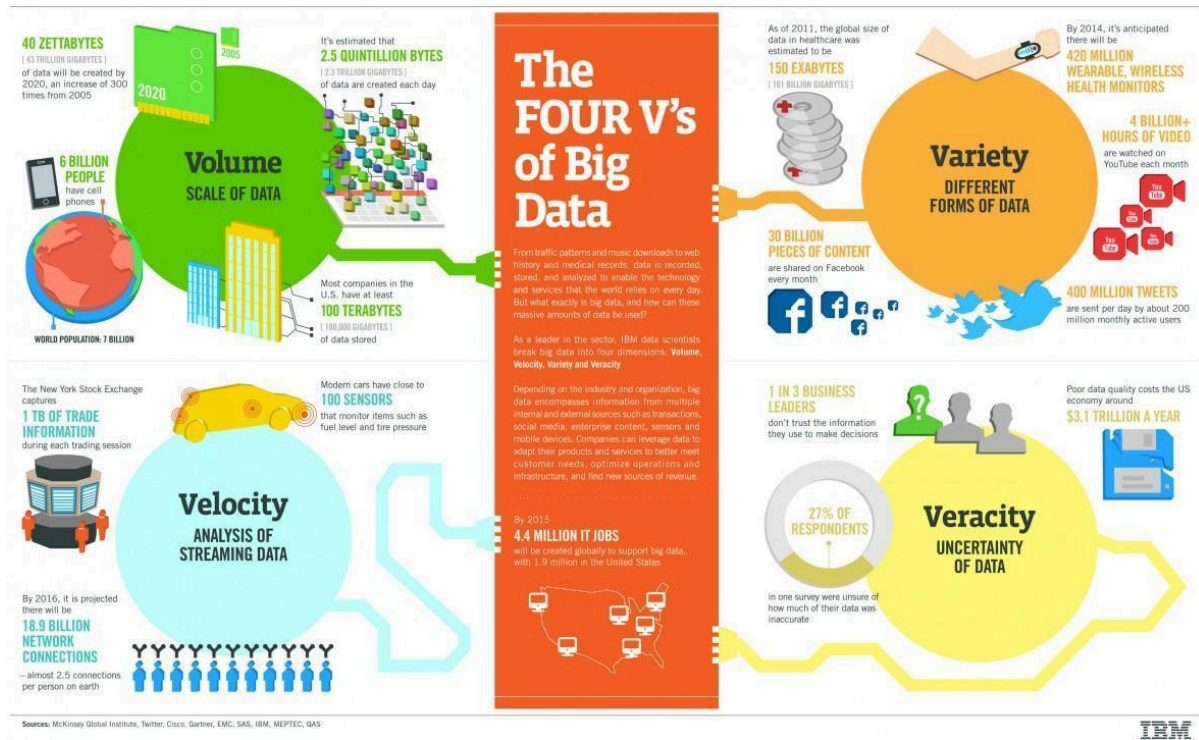 40 ZETTABYTES
[ 43 TRILLION GIGABYTES ]
of data will be created by
2020, an increase of 300
times from 2005
2005
2020
It's estimated that
2.5 QUINTILLION BYTES
[ 2.3 TRILLION GIGABYTES ]
of data are created each day
6 BILLION
PEOPLE
have cell
phones
WORLD POPULATION: 7 BILLION
Volume
SCALE OF DATA
Most companies in the
U.S. have at least
100 TERABYTES
[ 100,000 GIGABYTES ]
of data stored
The New York Stock Exchange
captures
1 TB OF TRADE
INFORMATION
during each trading session
Modern cars have close to
100 SENSORS
that monitor items such as
fuel level and tire pressure
Velocity
ANALYSIS OF
STREAMING DATA
By 2016, it is projected
there will be
18.9 BILLION
NETWORK
CONNECTIONS
– almost 2.5 connections
per person on earth
The
FOUR V's
of Big
Data
From traffic patterns and music downloads to web
history and medical records, data is recorded,
stored, and analyzed to enable the technology
and services that the world relies on every day.
But what exactly is big data, and how can these
massive amounts of data be used?
As a leader in the sector, IBM data scientists
break big data into four dimensions: Volume,
Velocity, Variety and Veracity
Depending on the industry and organization, big
data encompasses information from multiple
internal and external sources such as transactions,
social media, enterprise content, sensors and
mobile devices. Companies can leverage data to
adapt their products and services to better meet
customer needs, optimize operations and
infrastructure, and find new sources of revenue.
By 2015
4.4 MILLION IT JOBS
will be created globally to support big data,
with 1.9 million in the United States
As of 2011, the global size of
data in healthcare was
estimated to be
150 EXABYTES
[ 161 BILLION GIGABYTES ]
By 2014, it's anticipated
there will be
420 MILLION
WEARABLE, WIRELESS
HEALTH MONITORS
4 BILLION+
HOURS OF VIDEO
are watched on
YouTube each month
You
Tube
You
Tube
You
Tube
You
Tube
Variety
DIFFERENT
FORMS OF DATA
30 BILLION
PIECES OF CONTENT
are shared on Facebook
every month
400 MILLION TWEETS
are sent per day by about 200
million monthly active users
1 IN 3 BUSINESS
LEADERS
don't trust the information
they use to make decisions
?
Poor data quality costs the US
economy around
$3.1 TRILLION A YEAR
27% OF
RESPONDENTS
in one survey were unsure of
how much of their data was
inaccurate
Veracity
UNCERTAINTY
OF DATA
Sources: McKinsey Global Institute, Twitter, Cisco, Gartner, EMC, SAS, IBM, MEPTEC, QAS
IBM